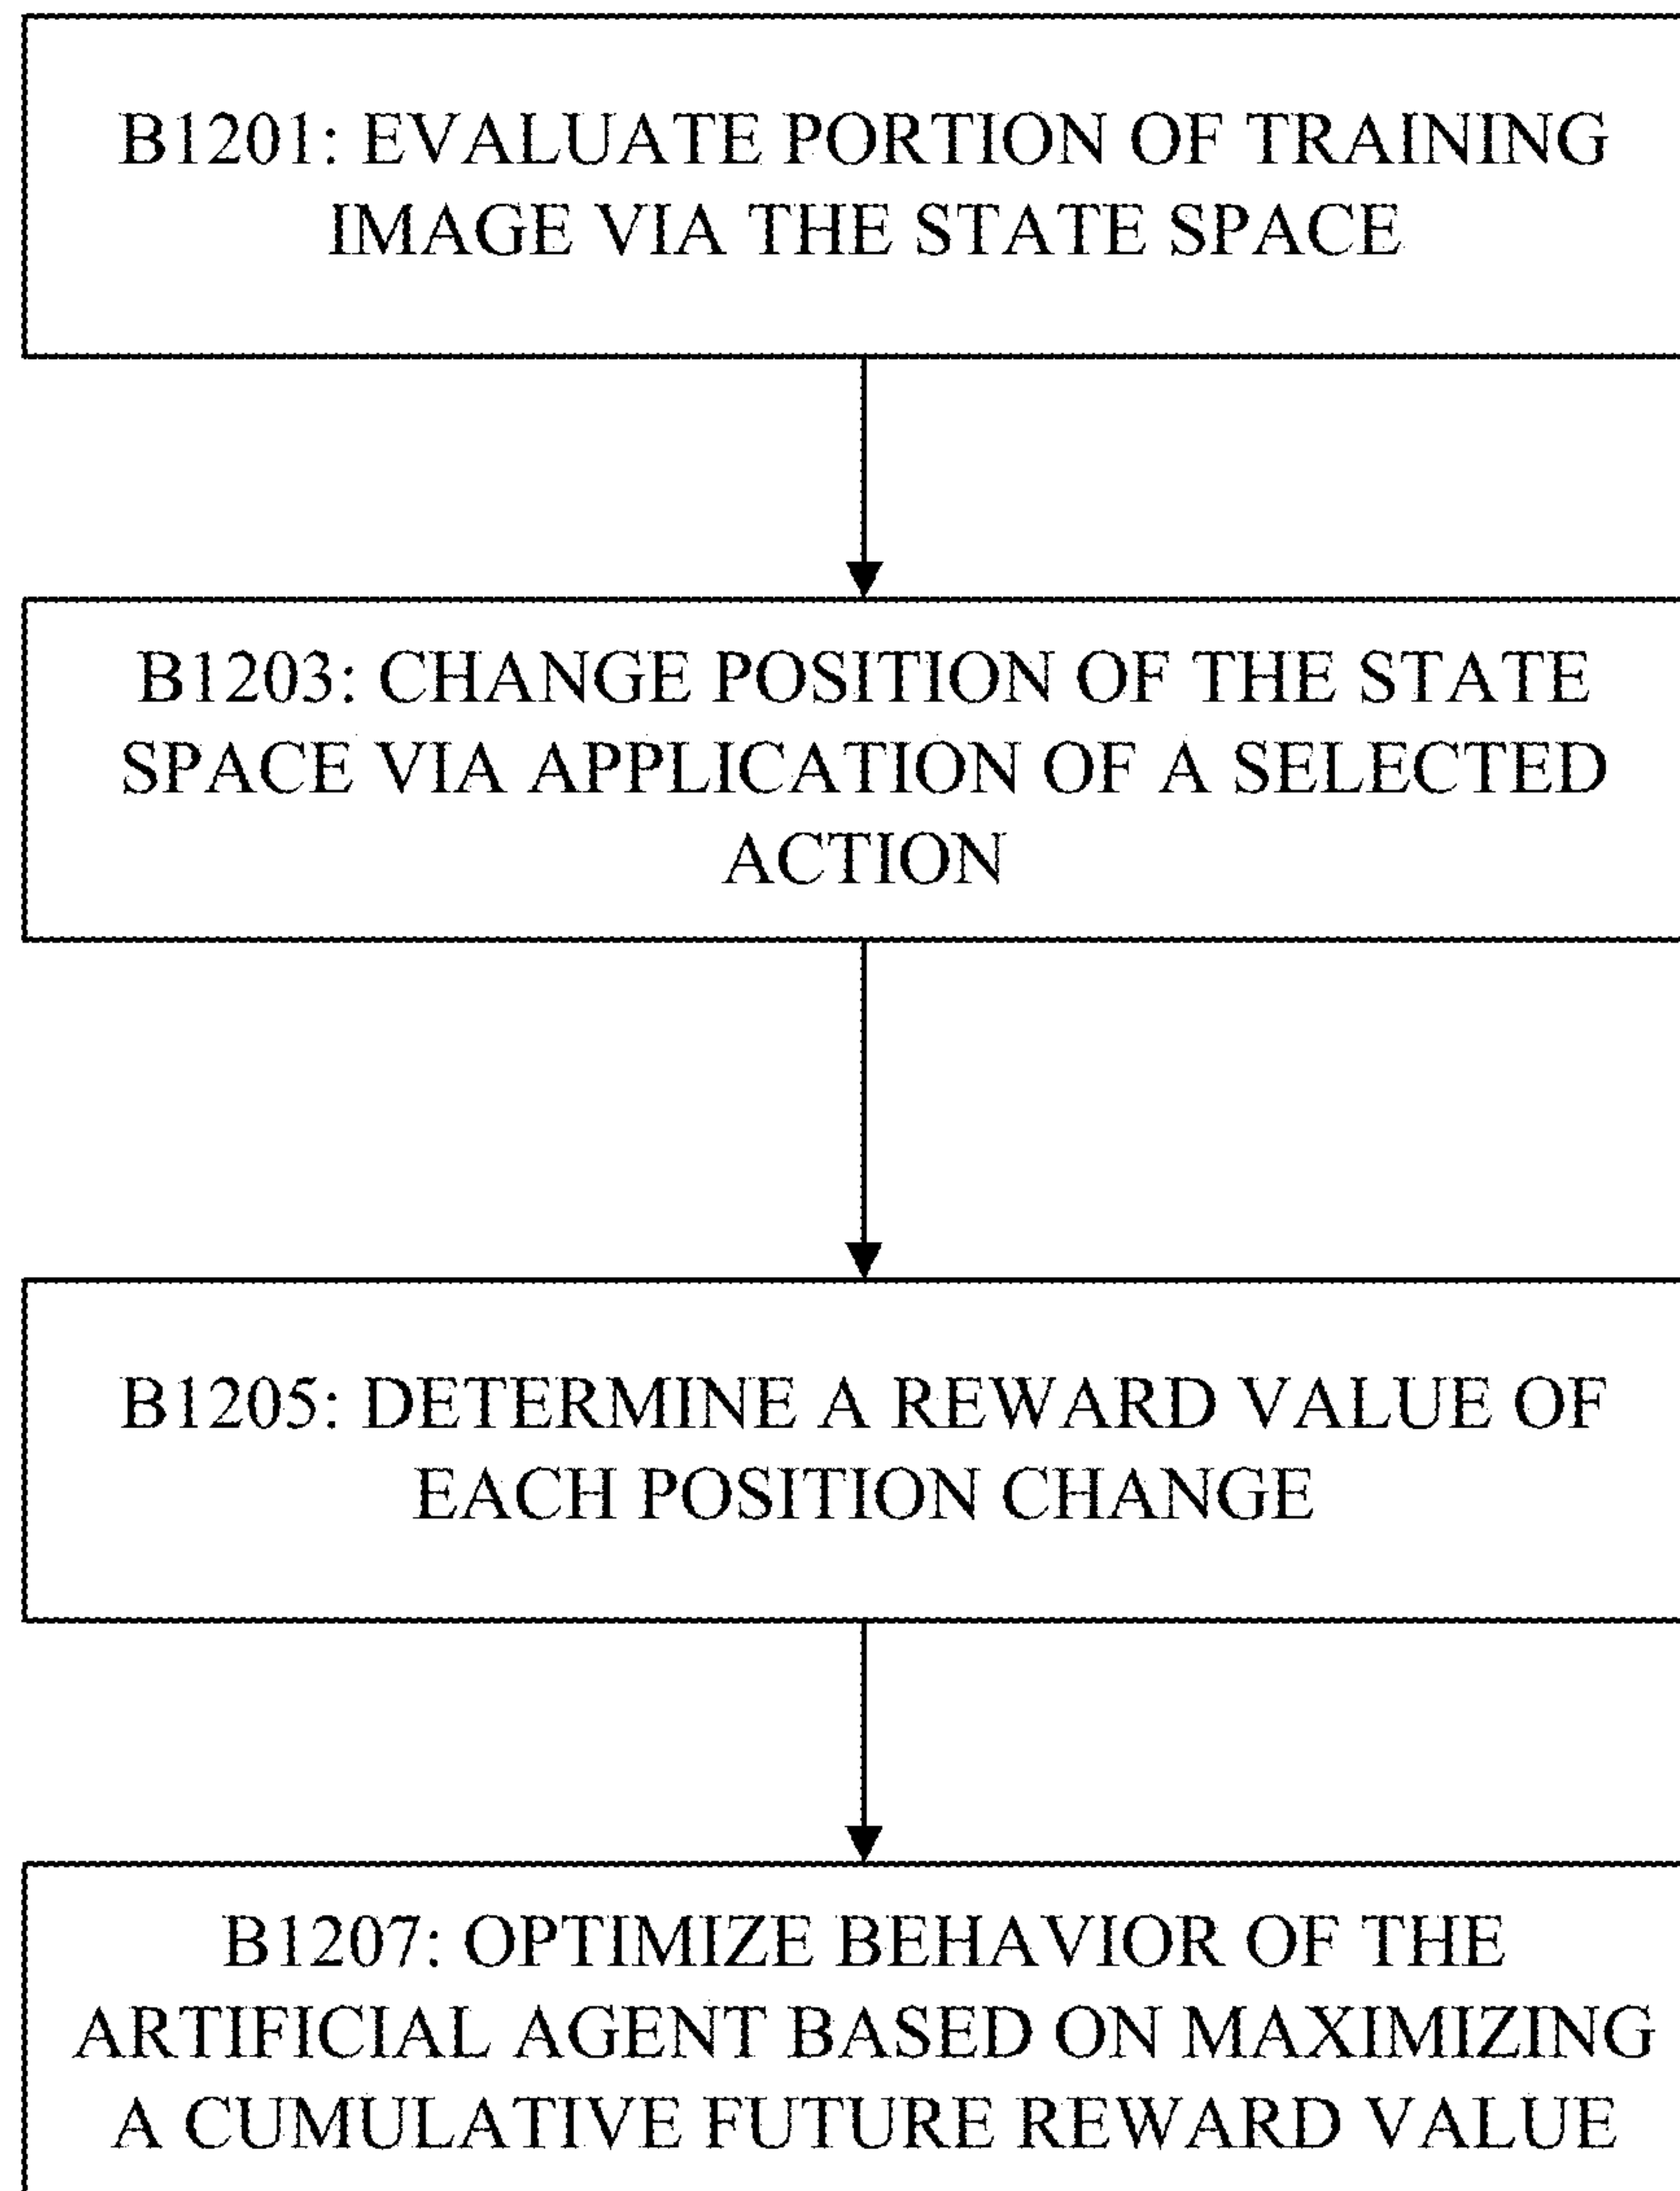 B1201: EVALUATE PORTION OF TRAINING
IMAGE VIA THE STATE SPACE
B1203: CHANGE POSITION OF THE STATE
SPACE VIA APPLICATION OF A SELECTED
ACTION
B1205: DETERMINE A REWARD VALUE OF
EACH POSITION CHANGE
B1207: OPTIMIZE BEHAVIOR OF THE
ARTIFICIAL AGENT BASED ON MAXIMIZING
A CUMULATIVE FUTURE REWARD VALUE